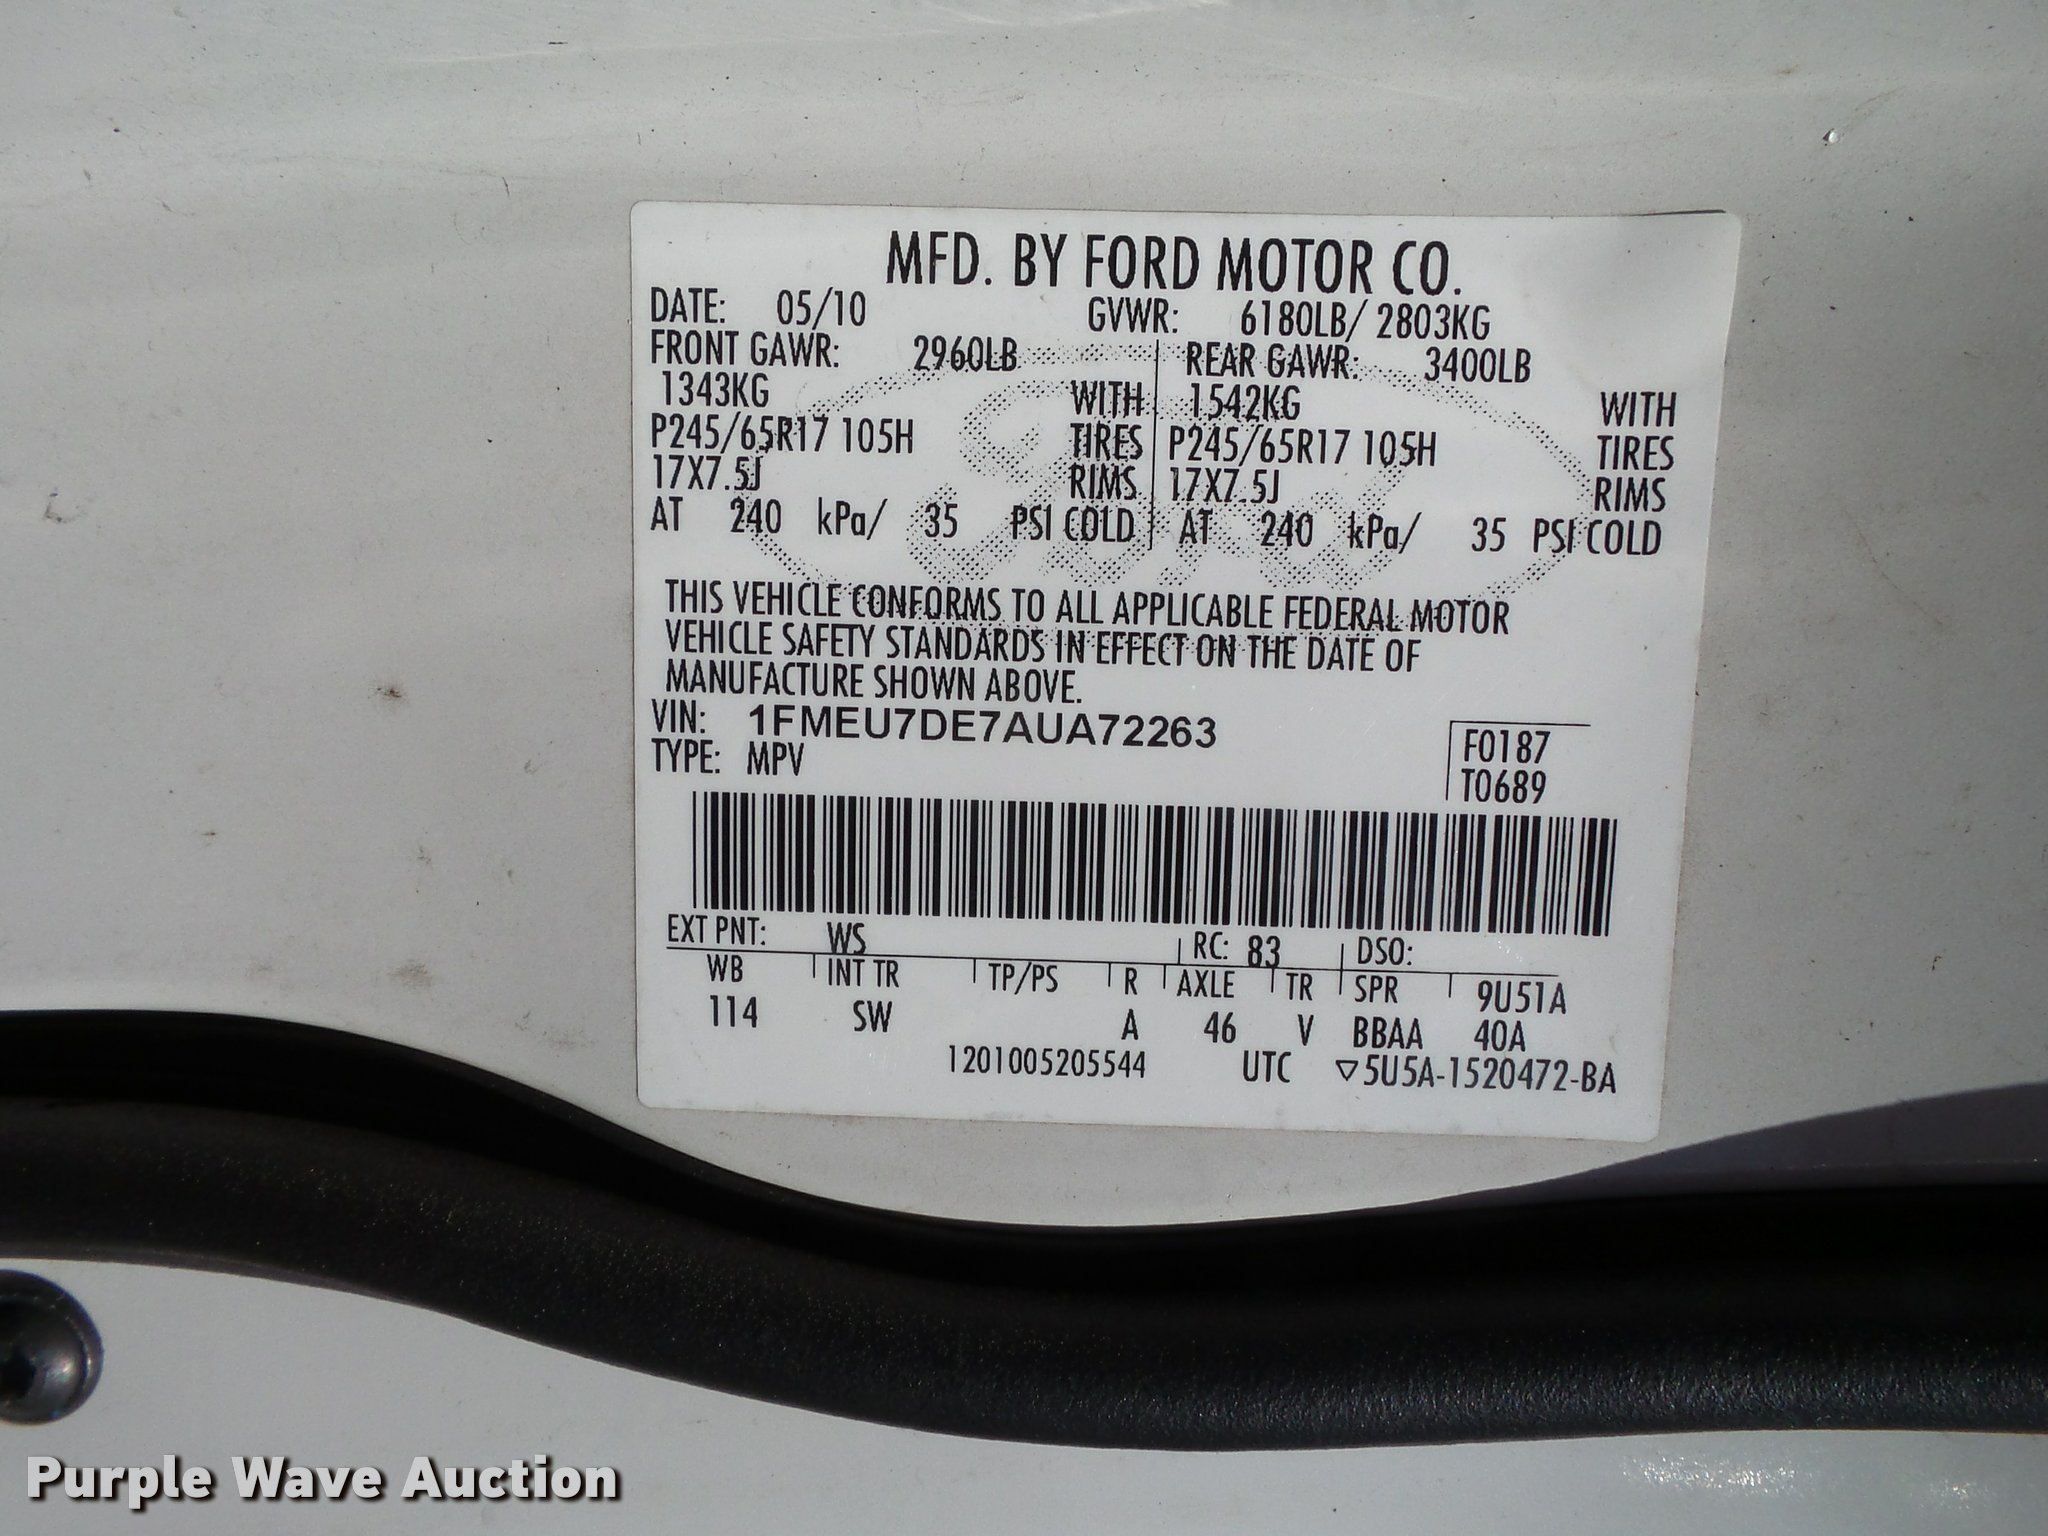 MFD. BY FORD MOTOR CO.
DATE: 05/10 GVWR: 6180LB/ 2803KG
FRONT GAWR: 2960LB REAR GAWR: 3400LB
1343KG WITH 1542KG WITH
P245/65R17 105H TIRES P245/65R17 105H TIRES
17X7.5J RIMS 17X7.5J RIMS
AT 240 kPa/ 35 PSI COLD AT 240 kPa/ 35 PSI COLD
THIS VEHICLE CONFORMS TO ALL APPLICABLE FEDERAL MOTOR
VEHICLE SAFETY STANDARDS IN EFFECT ON THE DATE OF
MANUFACTURE SHOWN ABOVE.
VIN: 1FMEU7DE7AUA72263 F0187
TYPE: MPV T0689
EXT PNT: WS RC: 83 DSO:
WB INT TR TP/PS R AXLE TR SPR 9U51A
114 SW A 46 V BBAA 40A
1201005205544 UTC ▽5U5A-1520472-BA
Ford
Purple Wave Auction